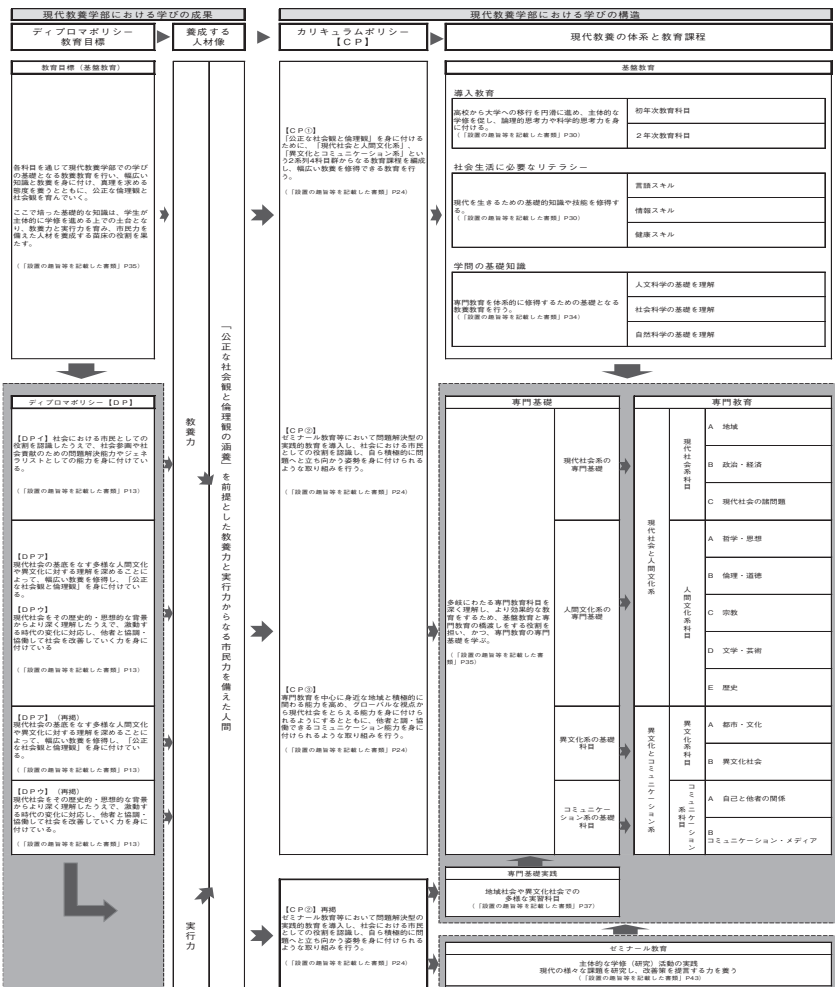 現代教養学部における学びの成果
現代教養学部における学びの構造
ディプロマポリシー
教育目標
養成する
人材像
カリキュラムポリシー
【CP】
現代教養の体系と教育課程
教育目標（基盤教育）
各科目を通じて現代教養学部での学び
の基礎となる教養教育を行い、幅広い
知識と教養を身に付け、真理を求める
態度を養うとともに、公正な倫理観と
社会観を育んでいく。
ここで培った基礎的な知識は、学生が
主体的に学修を進める上での土台とな
り、教養力と実行力を育み、市民力を
備えた人材を養成する苗床の役割を果
たす。
（「設置の趣旨等を記載した書類」P35）
ディプロマポリシー【DP】
【DPイ】社会における市民としての
役割を認識したうえで、社会参画や社
会貢献のための問題解決能力やジェネ
ラリストとしての能力を身に付けてい
る。
（「設置の趣旨等を記載した書類」P13）
【DPア】
現代社会の基底をなす多様な人間文化
や異文化に対する理解を深めることに
よって、幅広い教養を修得し、「公正
な社会観と倫理観」を身に付けてい
る。
【DPウ】
現代社会をその歴史的・思想的な背景
からより深く理解したうえで、激動す
る時代の変化に対応し、他者と協調・
協働して社会を改善していく力を身に
付けている
（「設置の趣旨等を記載した書類」P13）
【DPア】（再掲）
現代社会の基底をなす多様な人間文化
や異文化に対する理解を深めることに
よって、幅広い教養を修得し、「公正
な社会観と倫理観」を身に付けてい
る。
（「設置の趣旨等を記載した書類」P13）
【DPウ】（再掲）
現代社会をその歴史的・思想的な背景
からより深く理解したうえで、激動す
る時代の変化に対応し、他者と協調・
協働して社会を改善していく力を身に
付けている。
（「設置の趣旨等を記載した書類」P13）
教養力
実行力
「公正な社会観と倫理観の涵養」を前提とした教養力と実行力からなる市民力を備えた人間
【CP①】
「公正な社会観と倫理観」を身に付ける
ために、「現代社会と人間文化系」、
「異文化とコミュニケーション系」とい
う2系列4科目群からなる教育課程を編成
し、幅広い教養を修得できる教育を行
う。
（「設置の趣旨等を記載した書類」P24）
【CP②】
ゼミナール教育等において問題解決型の
実践的教育を導入し、社会における市民
としての役割を認識し、自ら積極的に問
題へと立ち向かう姿勢を身に付けられる
ような取り組みを行う。
（「設置の趣旨等を記載した書類」P24）
【CP③】
専門教育を中心に身近な地域と積極的に
関わる能力を高め、グローバルな視点か
ら現代社会をとらえる能力を身に付けら
れるようにするとともに、他者と協調・協
働できるコミュニケーション能力を身に
付けられるような取り組みを行う。
（「設置の趣旨等を記載した書類」P24）
【CP②】再掲
ゼミナール教育等において問題解決型の
実践的教育を導入し、社会における市民
としての役割を認識し、自ら積極的に問
題へと立ち向かう姿勢を身に付けられる
ような取り組みを行う。
（「設置の趣旨等を記載した書類」P24）
基盤教育
導入教育
高校から大学への移行を円滑に進め、主体的な
学修を促し、論理的思考力や科学的思考力を身
に付ける。
（「設置の趣旨等を記載した書類」P30）
初年次教育科目
２年次教育科目
社会生活に必要なリテラシー
現代を生きるための基礎的知識や技能を修得す
る。
（「設置の趣旨等を記載した書類」P30）
言語スキル
情報スキル
健康スキル
学問の基礎知識
専門教育を体系的に修得するための基礎となる
教養教育を行う。
（「設置の趣旨等を記載した書類」P34）
人文科学の基礎を理解
社会科学の基礎を理解
自然科学の基礎を理解
専門基礎
多岐にわたる専門教育科目を
深く理解し、より効果的な教
育をするため、基盤教育と専
門教育の橋渡しをする役割を
担い、かつ、専門教育の専門
基礎を学ぶ。
（「設置の趣旨等を記載した書
類」P35）
現代社会系の
専門基礎
人間文化系の
専門基礎
異文化系の基礎
科目
コミュニケー
ション系の基礎
科目
専門教育
現代社会と人間文化系
現代社会系科目
A 地域
B 政治・経済
C 現代社会の諸問題
人間文化系科目
A 哲学・思想
B 倫理・道徳
C 宗教
D 文学・芸術
E 歴史
異文化とコミュニケーション系
異文化系科目
A 都市・文化
B 異文化社会
コミュニケーション
系科目
A 自己と他者の関係
B
コミュニケーション・メディア
専門基礎実践
地域社会や異文化社会での
多様な実習科目
（「設置の趣旨等を記載した書類」P37）
ゼミナール教育
主体的な学修（研究）活動の実践
現代の様々な課題を研究し、改善策を提言する力を養う
（「設置の趣旨等を記載した書類」P43）